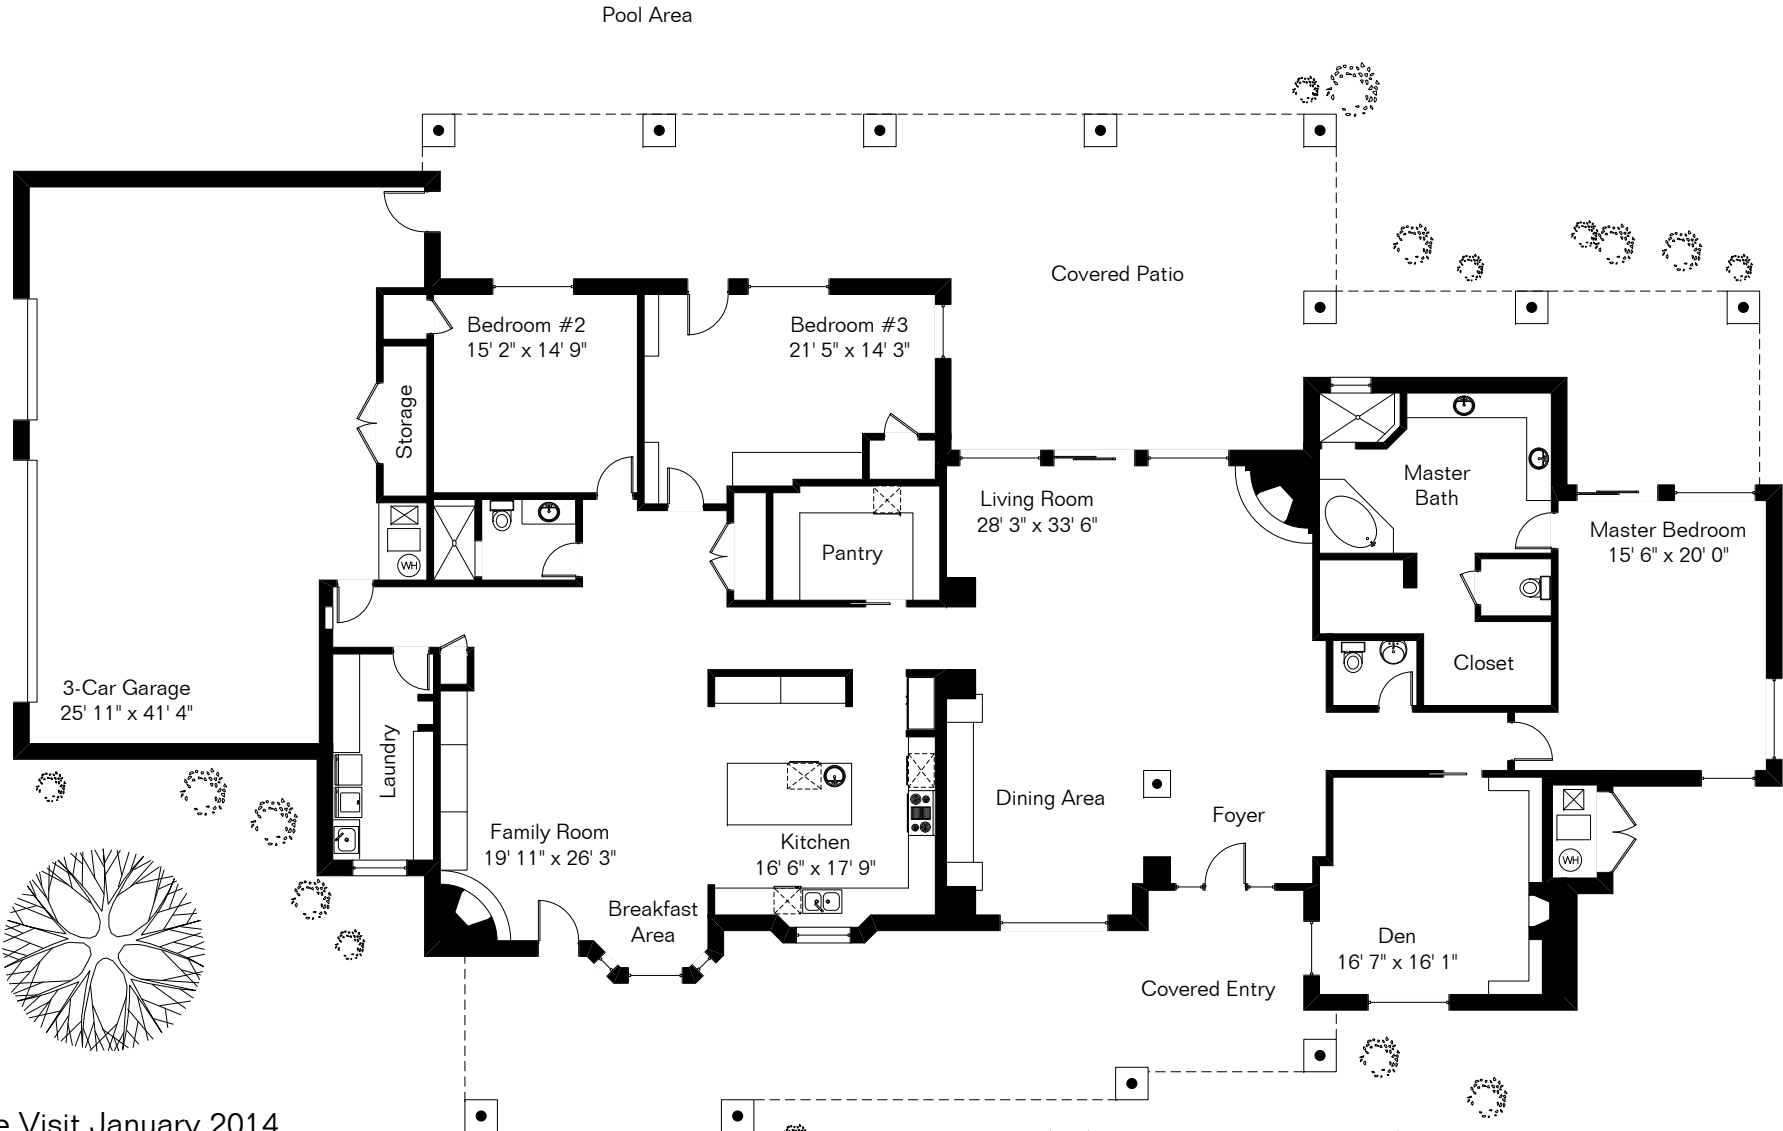 Pool Area
Covered Patio
Bedroom #2
15' 2" x 14' 9"
Bedroom #3
21' 5" x 14' 3"
Storage
Living Room
28' 3" x 33' 6"
Master
Bath
Master Bedroom
15' 6" x 20' 0"
Pantry
WH
Closet
3-Car Garage
25' 11" x 41' 4"
Laundry
Dining Area
Foyer
Family Room
19' 11" x 26' 3"
Kitchen
16' 6" x 17' 9"
WH
Breakfast
Area
Den
16' 7" x 16' 1"
Covered Entry
e Visit January 2014